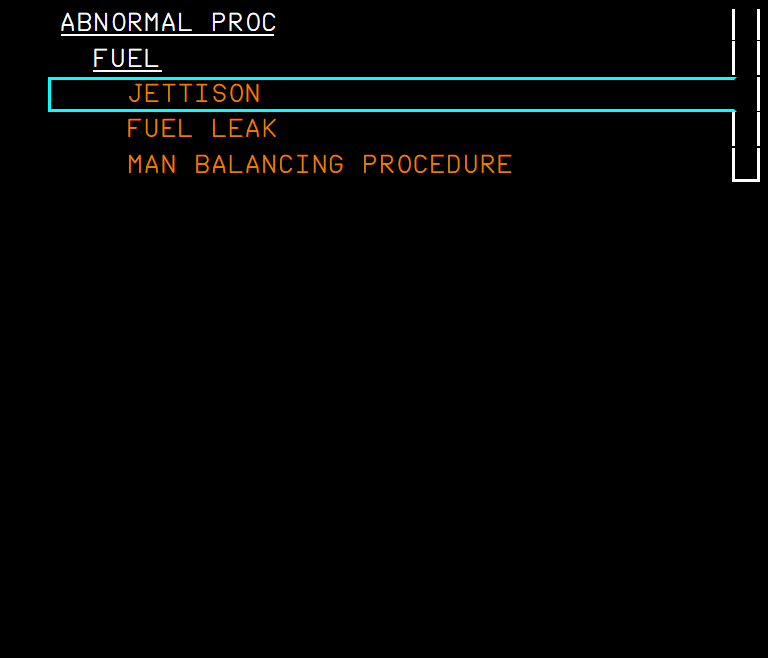 ABNORMAL PROC
FUEL
JETTISON
FUEL LEAK
MAN BALANCING PROCEDURE